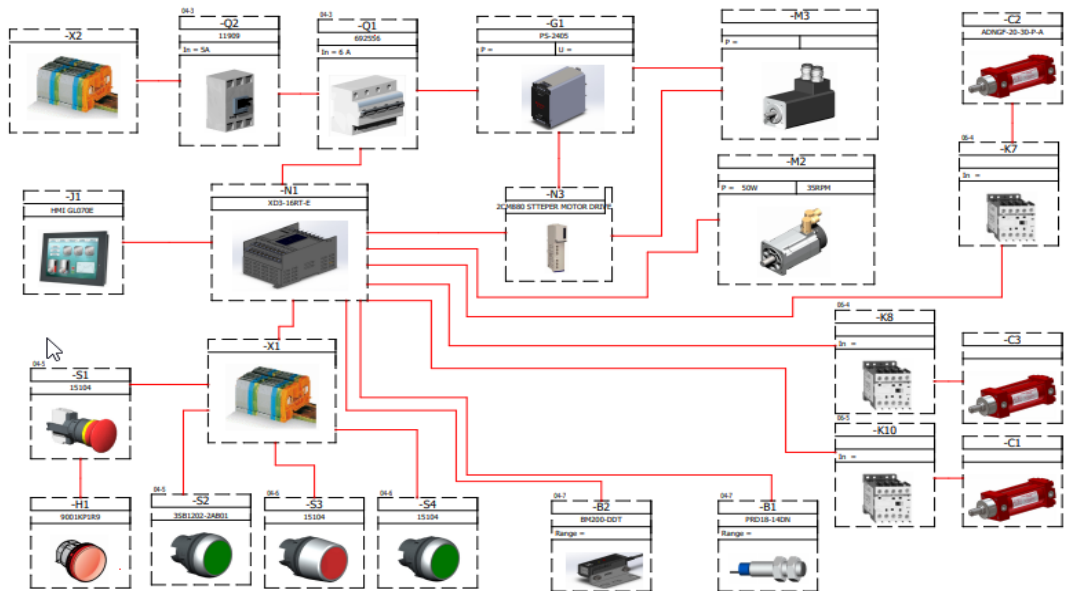 -X2
04-3
-Q2
11909
In = 5A
04-3
-Q1
692556
In = 6 A
-G1
PS-2405
P =
U =
-M3
P =
-C2
ADNGF-20-30-P-A
06-4
-K7
In =
-J1
HMI GL070E
-N1
XD3-16RT-E
-N3
2CM880 STTEPER MOTOR DRIVE
-M2
P = 50W
35RPM
06-4
-K8
In =
-C3
04-5
-S1
15104
-X1
06-5
-K10
In =
-C1
-H1
90D1KP1R9
04-5
-S2
3SB1202-2AB01
04-6
-S3
15104
04-6
-S4
15104
04-7
-B2
BM200-DDT
Range =
04-7
-B1
PRD18-14DN
Range =